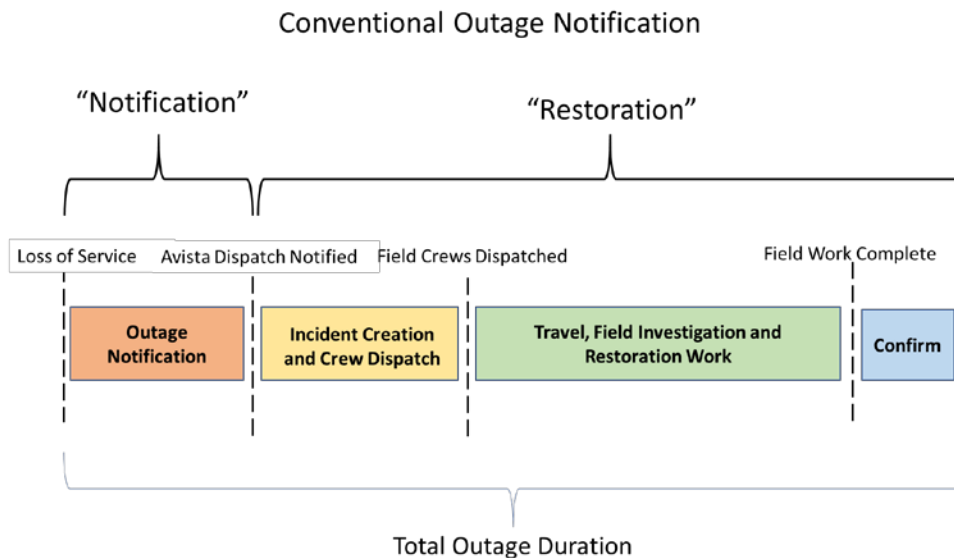 Conventional Outage Notification
“Notification”
“Restoration”
Loss of Service
Avista Dispatch Notified
Field Crews Dispatched
Field Work Complete
Outage
Notification
Incident Creation
and Crew Dispatch
Travel, Field Investigation and
Restoration Work
Confirm
Total Outage Duration